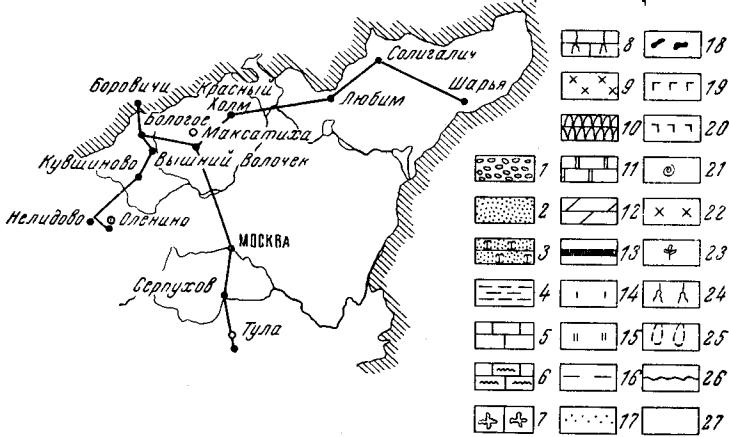 Солигалич
Шарья
Боровичи
Красный
Холм
Любим
Бологое
Максатиха
Кувшиново
Вышний Волочек
Нелидово
Оленино
МОСКВА
Серпухов
Тула
8 18
9 19
10 20
1 11 21
2 12 22
3 13 23
4 14 24
5 15 25
6 16 26
7 17 27